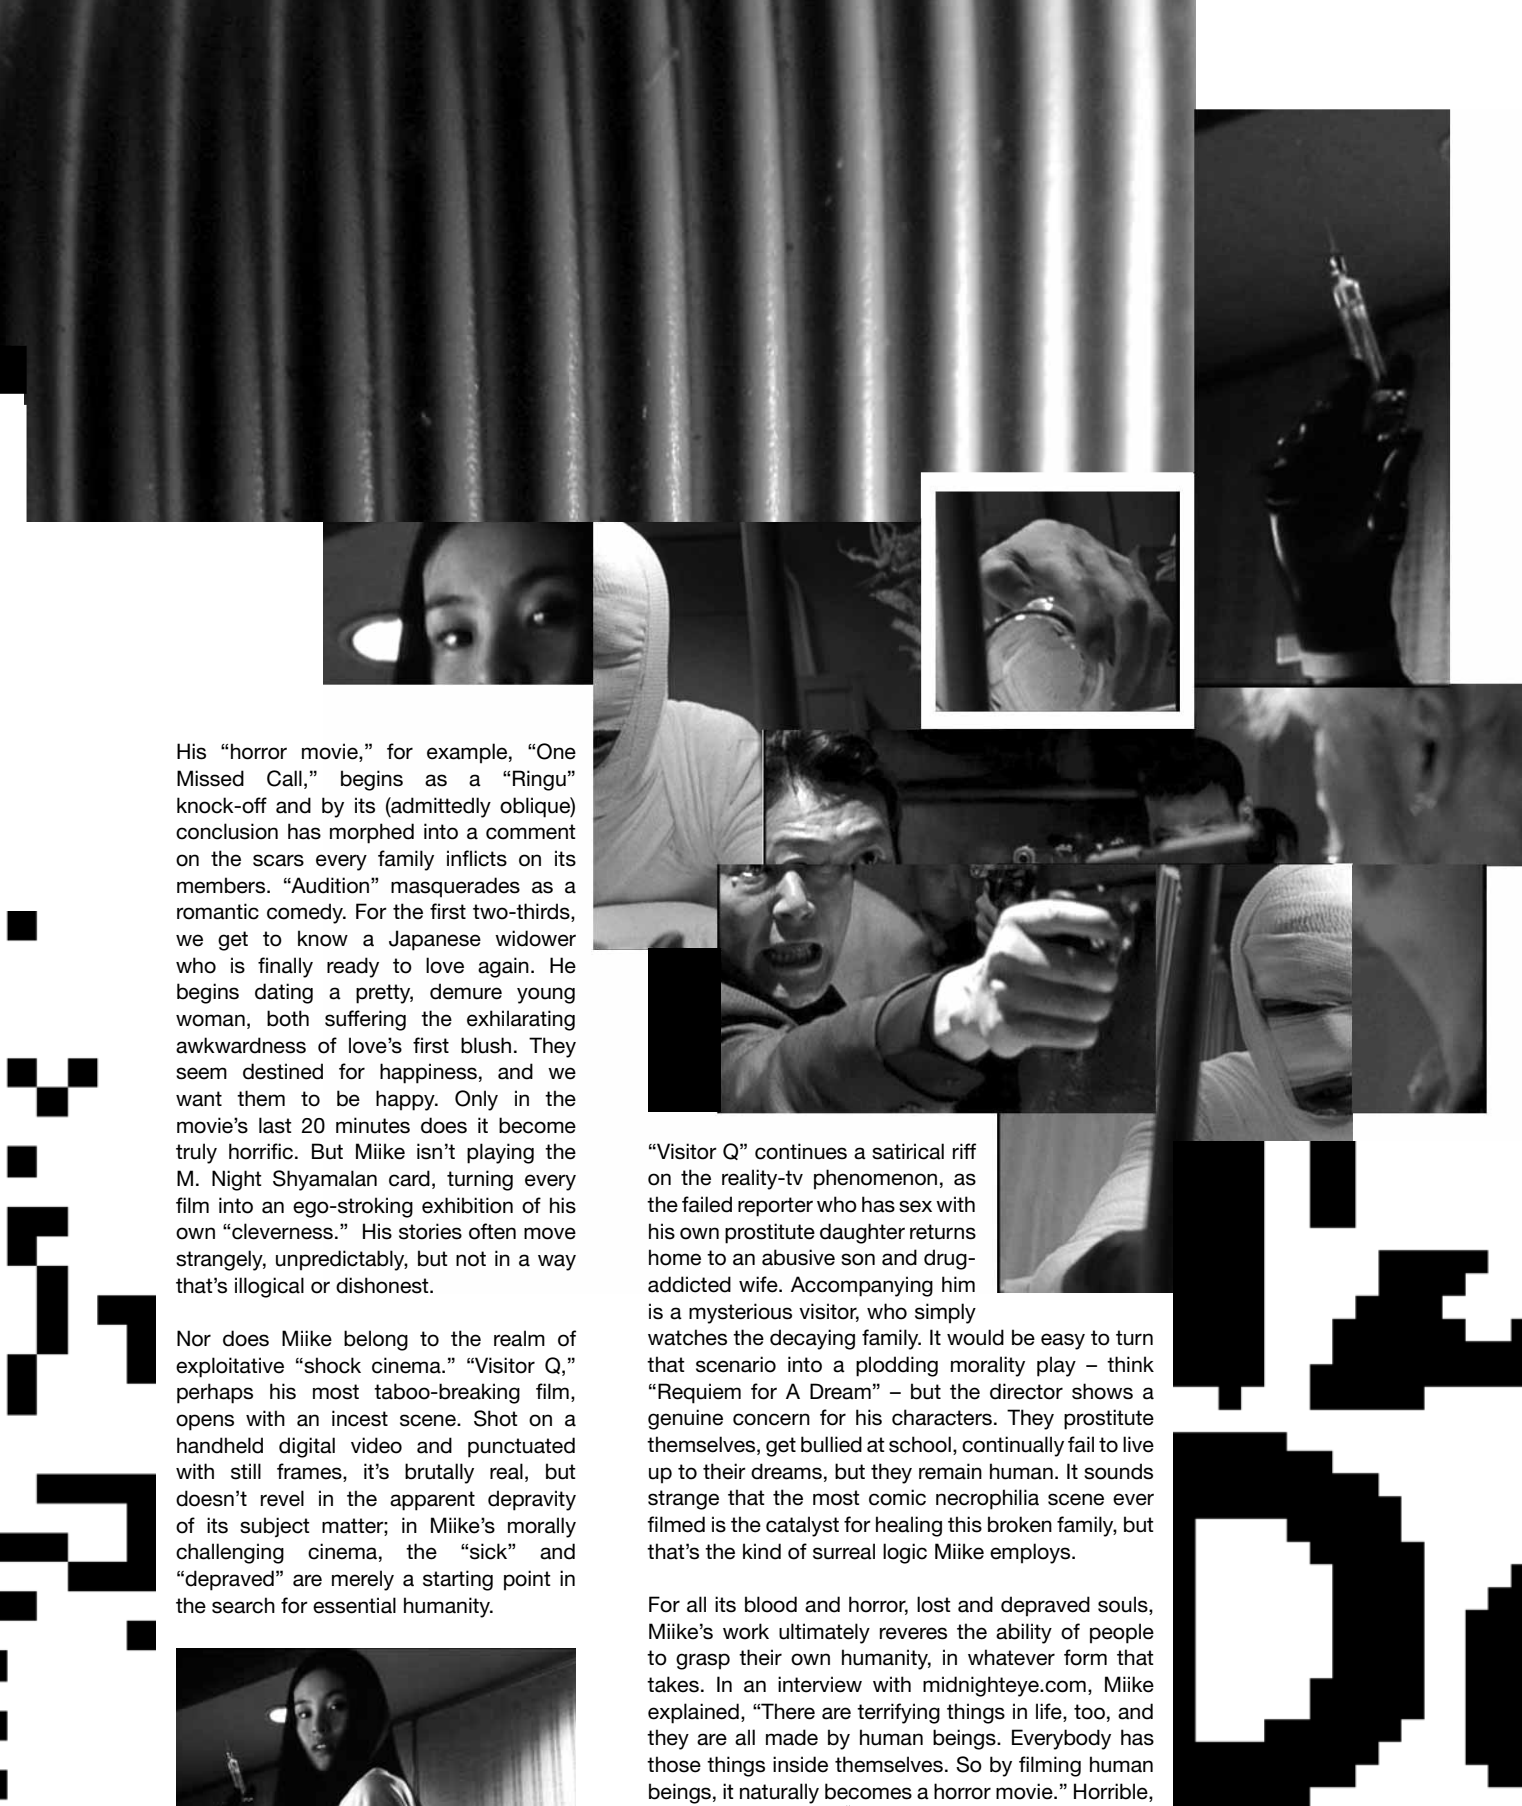 His “horror movie,” for example, “One
Missed Call,” begins as a “Ringu”
knock-off and by its (admittedly oblique)
conclusion has morphed into a comment
on the scars every family inflicts on its
members. “Audition” masquerades as a
romantic comedy. For the first two-thirds,
we get to know a Japanese widower
who is finally ready to love again. He
begins dating a pretty, demure young
woman, both suffering the exhilarating
awkwardness of love’s first blush. They
seem destined for happiness, and we
want them to be happy. Only in the
movie’s last 20 minutes does it become
truly horrific. But Miike isn’t playing the
M. Night Shyamalan card, turning every
film into an ego-stroking exhibition of his
own “cleverness.”  His stories often move
strangely, unpredictably, but not in a way
that’s illogical or dishonest.
Nor does Miike belong to the realm of
exploitative “shock cinema.” “Visitor Q,”
perhaps his most taboo-breaking film,
opens with an incest scene. Shot on a
handheld digital video and punctuated
with still frames, it’s brutally real, but
doesn’t revel in the apparent depravity
of its subject matter; in Miike’s morally
challenging cinema, the “sick” and
“depraved” are merely a starting point in
the search for essential humanity.
“Visitor Q” continues a satirical riff
on the reality-tv phenomenon, as
the failed reporter who has sex with
his own prostitute daughter returns
home to an abusive son and drug-
addicted wife. Accompanying him
is a mysterious visitor, who simply
watches the decaying family. It would be easy to turn
that scenario into a plodding morality play – think
“Requiem for A Dream” – but the director shows a
genuine concern for his characters. They prostitute
themselves, get bullied at school, continually fail to live
up to their dreams, but they remain human. It sounds
strange that the most comic necrophilia scene ever
filmed is the catalyst for healing this broken family, but
that’s the kind of surreal logic Miike employs.
For all its blood and horror, lost and depraved souls,
Miike’s work ultimately reveres the ability of people
to grasp their own humanity, in whatever form that
takes. In an interview with midnighteye.com, Miike
explained, “There are terrifying things in life, too, and
they are all made by human beings. Everybody has
those things inside themselves. So by filming human
beings, it naturally becomes a horror movie.” Horrible,